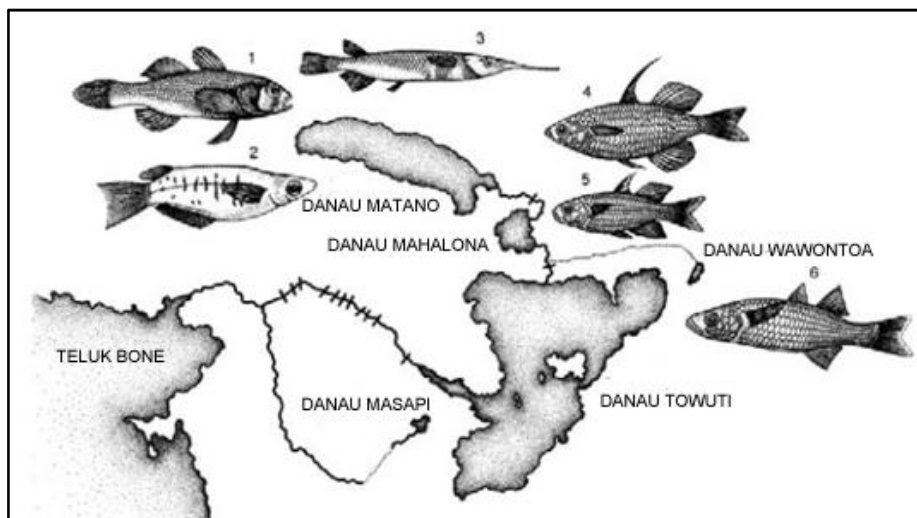 1
3
4
2
5
DANAU MATANO
DANAU MAHALONA
DANAU WAWONTOA
6
TELUK BONE
DANAU MASAPI
DANAU TOWUTI